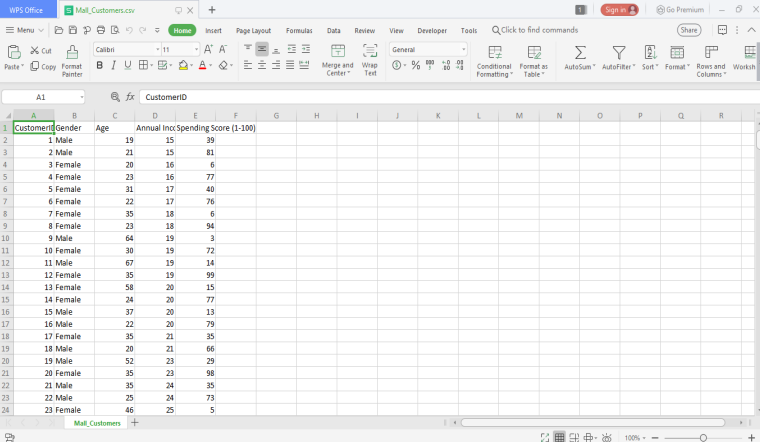 WPS Office Mall_Customers.csv + 1 Sign in Go Premium
Menu Home Insert Page Layout Formulas Data Review View Developer Tools Click to find commands Share
Paste Cut Copy Format Painter Calibri 11 B I U A Merge and Center Wrap Text General Conditional Formatting Format as Table AutoSum AutoFilter Sort Format Rows and Columns Worksh
A1 fx CustomerID
A B C D E F G H I J K L M N O P Q R
1 CustomerID Gender Age Annual Inc Spending Score (1-100)
2 1 Male 19 15 39
3 2 Male 21 15 81
4 3 Female 20 16 6
5 4 Female 23 16 77
6 5 Female 31 17 40
7 6 Female 22 17 76
8 7 Female 35 18 6
9 8 Female 23 18 94
10 9 Male 64 19 3
11 10 Female 30 19 72
12 11 Male 67 19 14
13 12 Female 35 19 99
14 13 Female 58 20 15
15 14 Female 24 20 77
16 15 Male 37 20 13
17 16 Male 22 20 79
18 17 Female 35 21 35
19 18 Male 20 21 66
20 19 Male 52 23 29
21 20 Female 35 23 98
22 21 Male 35 24 35
23 22 Male 25 24 73
24 23 Female 46 25 5
Mall_Customers +
100%